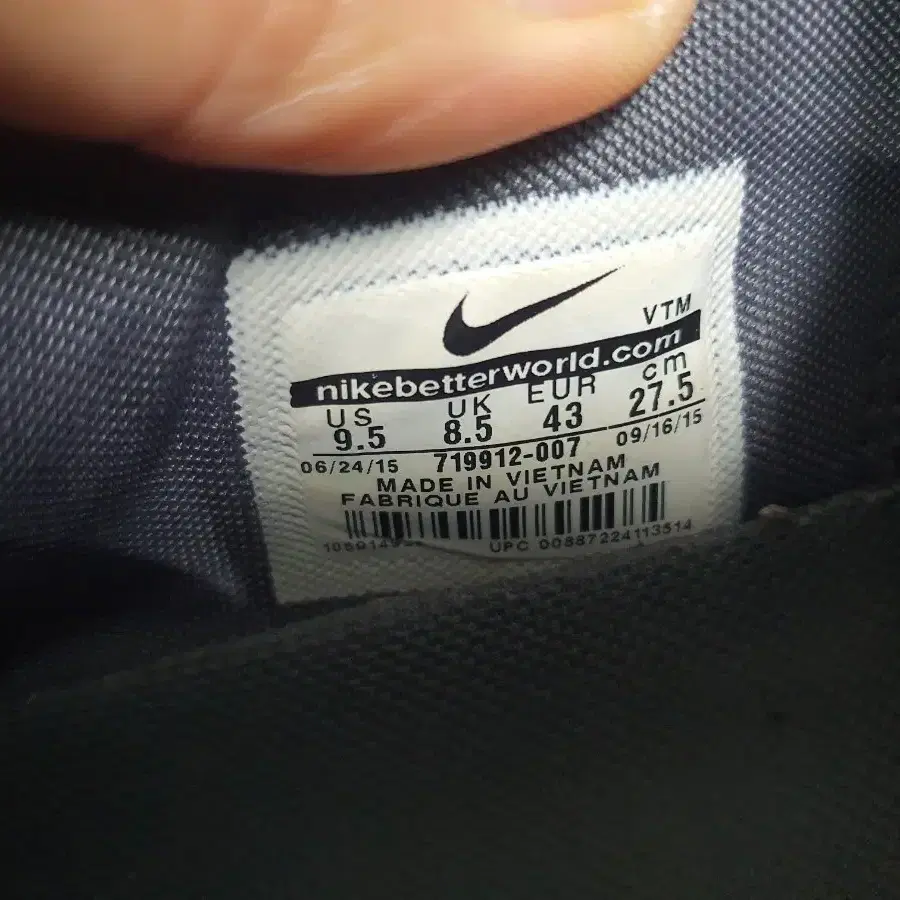 VTM
nikebetterworld.com
US UK EUR cm
9.5 8.5 43 27.5
06/24/15 719912-007 09/16/15
MADE IN VIETNAM
FABRIQUE AU VIETNAM
UPC 00887224113514